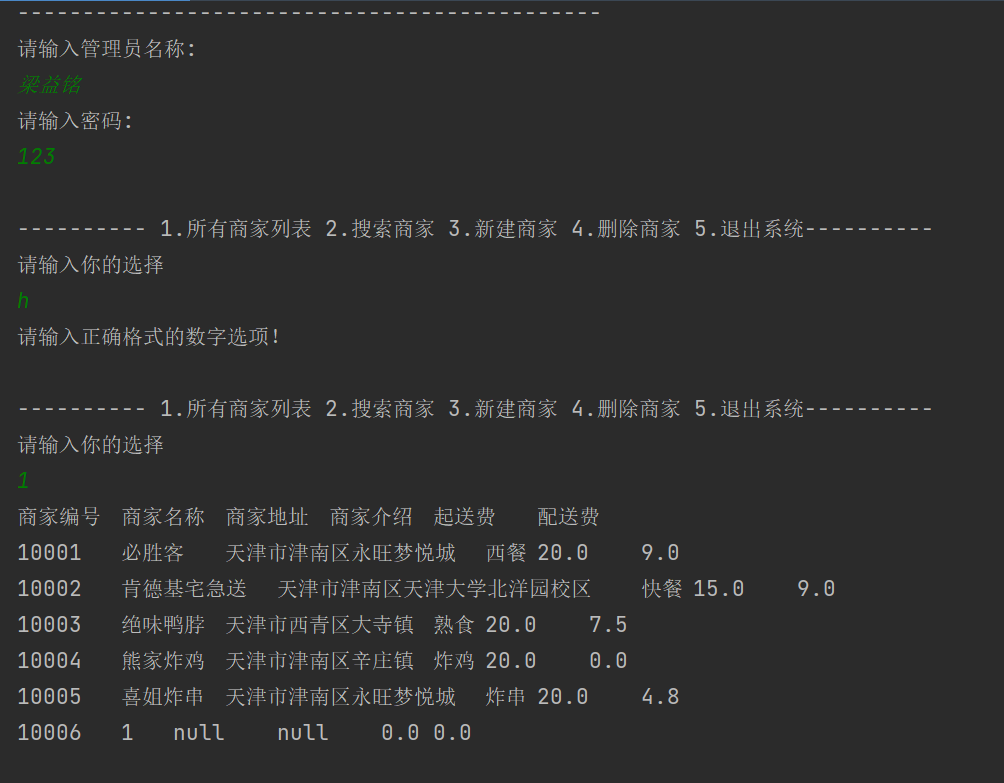 ---------------------------------------------
请输入管理员名称:
梁益铭
请输入密码:
123
---------- 1.所有商家列表 2.搜索商家 3.新建商家 4.删除商家 5.退出系统----------
请输入你的选择
h
请输入正确格式的数字选项!
---------- 1.所有商家列表 2.搜索商家 3.新建商家 4.删除商家 5.退出系统----------
请输入你的选择
1
商家编号 商家名称 商家地址 商家介绍 起送费 配送费
10001 必胜客 天津市津南区永旺梦悦城 西餐 20.0 9.0
10002 肯德基宅急送 天津市津南区天津大学北洋园校区 快餐 15.0 9.0
10003 绝味鸭脖 天津市西青区大寺镇 熟食 20.0 7.5
10004 熊家炸鸡 天津市津南区辛庄镇 炸鸡 20.0 0.0
10005 喜姐炸串 天津市津南区永旺梦悦城 炸串 20.0 4.8
10006 1 null null 0.0 0.0